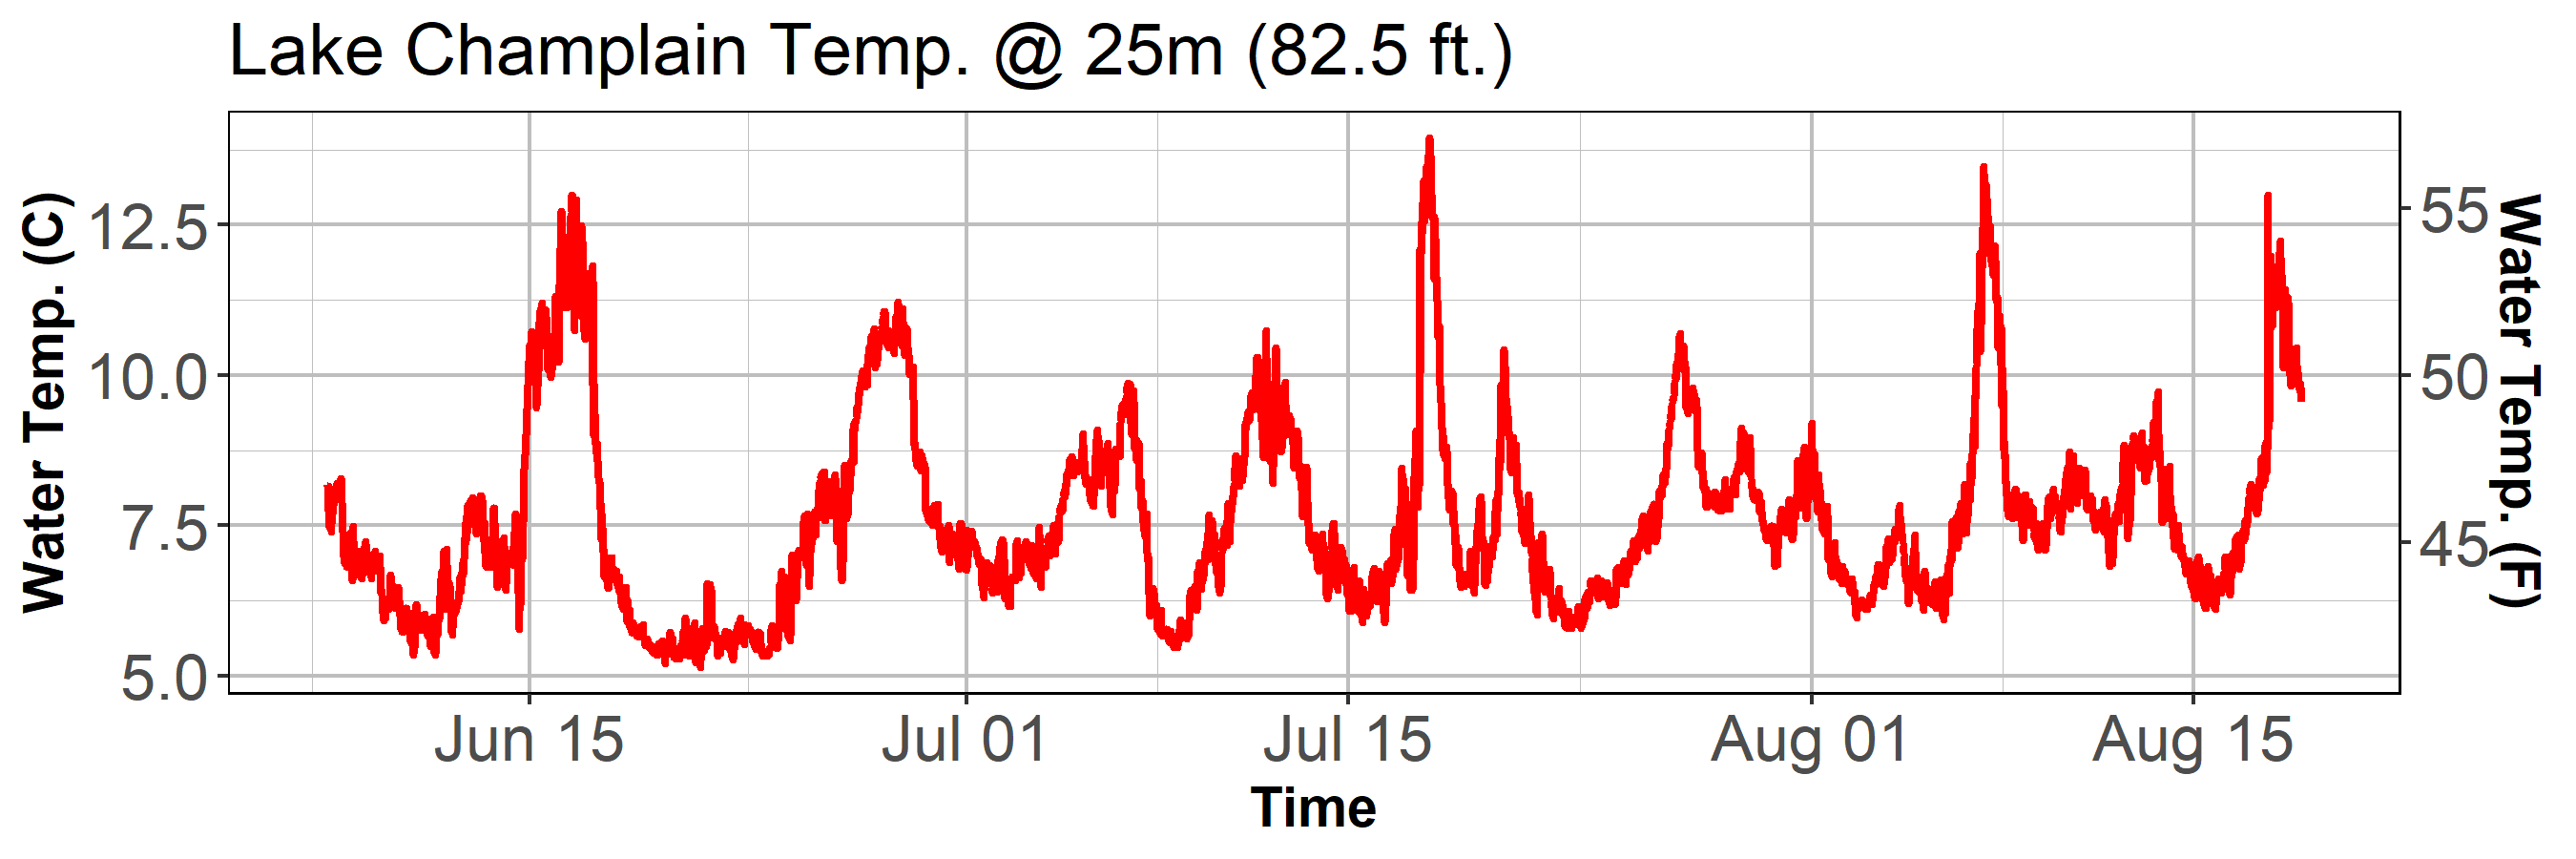 Lake Champlain Temp. @ 25m (82.5 ft.)
Water Temp. (C)
12.5
10.0
7.5
5.0
55
50
45
Water Temp. (F)
Jun 15
Jul 01
Jul 15
Aug 01
Aug 15
Time